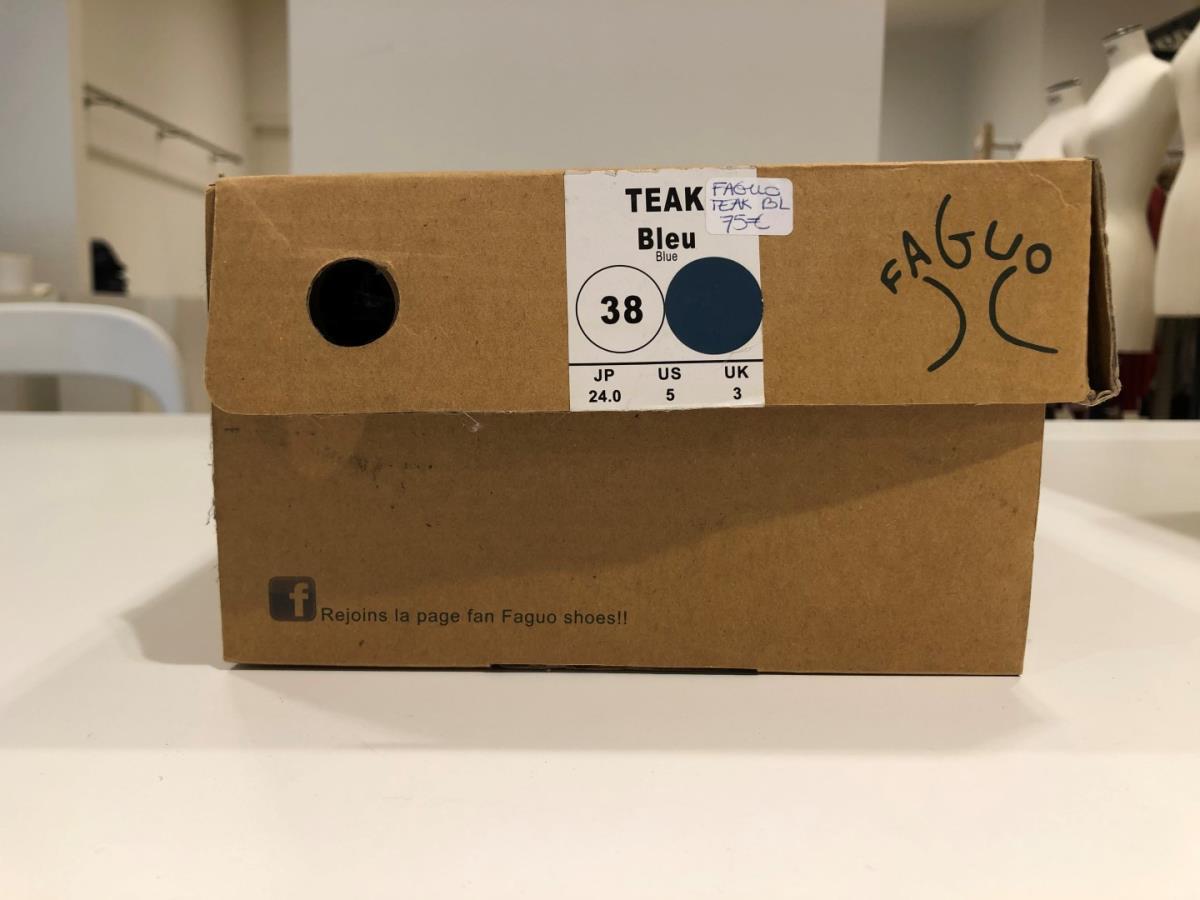 TEAK
Bleu
Blue
FAGUO
TEAK BL
75€
38
JP US UK
24.0 5 3
FAGUO
f
Rejoins la page fan Faguo shoes!!